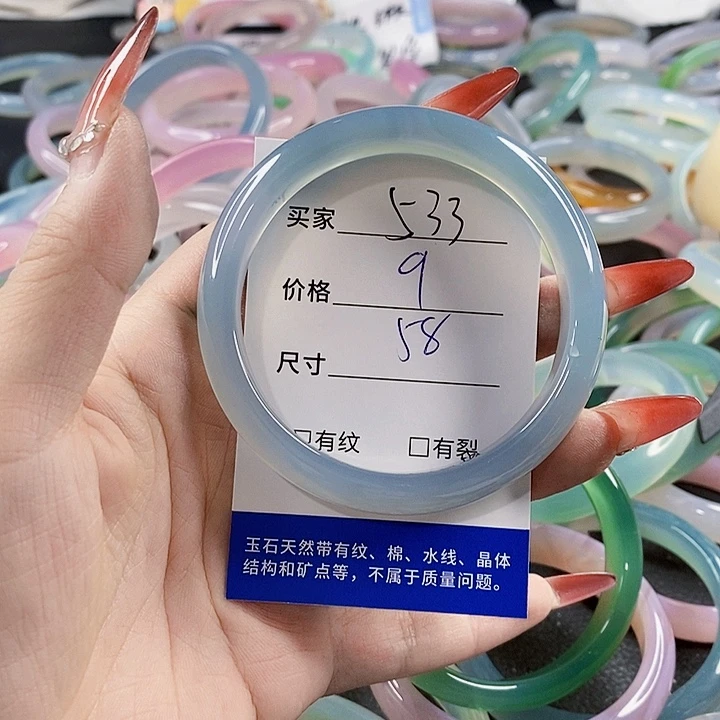 买家 533
价格 9
尺寸 58
□有纹 □有裂
玉石天然带有纹、棉、水线、晶体
结构和矿点等，不属于质量问题。